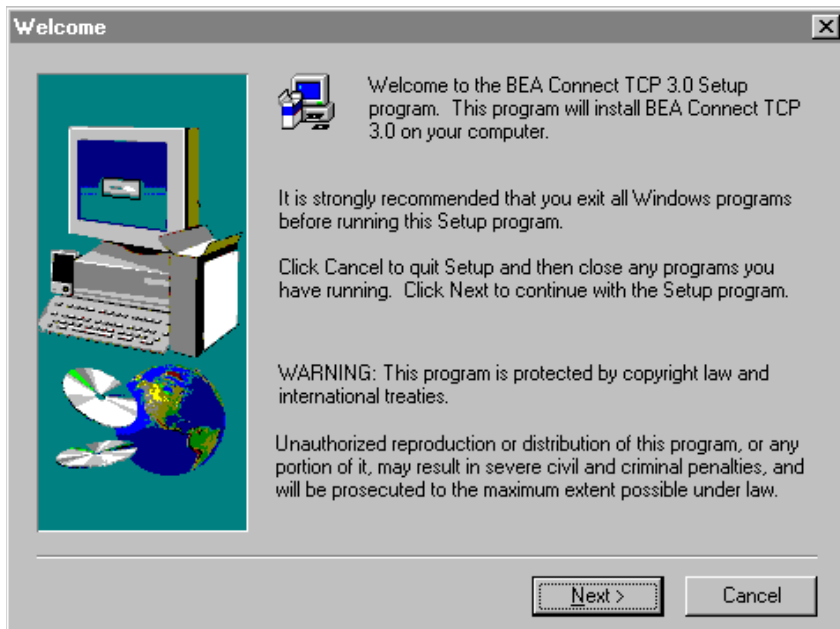 Welcome
Welcome to the BEA Connect TCP 3.0 Setup
program. This program will install BEA Connect TCP
3.0 on your computer.
It is strongly recommended that you exit all Windows programs
before running this Setup program.
Click Cancel to quit Setup and then close any programs you
have running. Click Next to continue with the Setup program.
WARNING: This program is protected by copyright law and
international treaties.
Unauthorized reproduction or distribution of this program, or any
portion of it, may result in severe civil and criminal penalties, and
will be prosecuted to the maximum extent possible under law.
Next >
Cancel